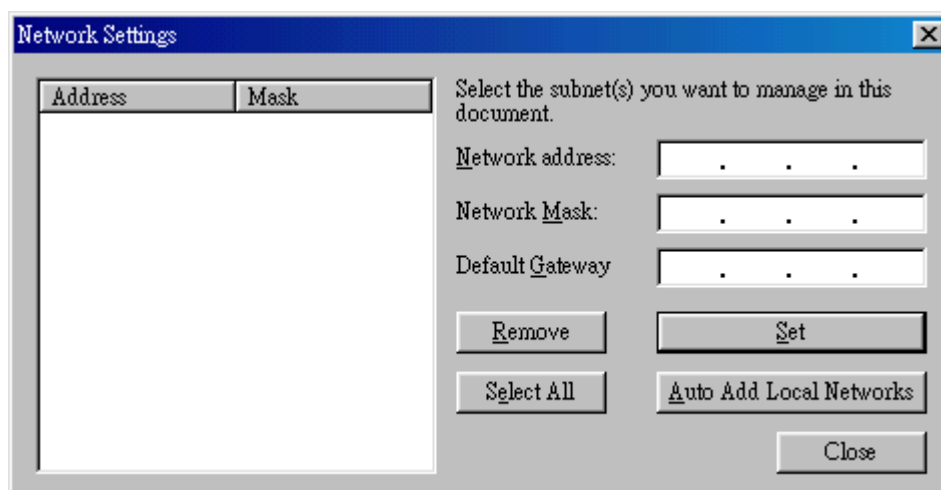 Network Settings
Address Mask
Select the subnet(s) you want to manage in this
document.
Network address: . . .
Network Mask: . . .
Default Gateway . . .
Remove Set
Select All Auto Add Local Networks
Close